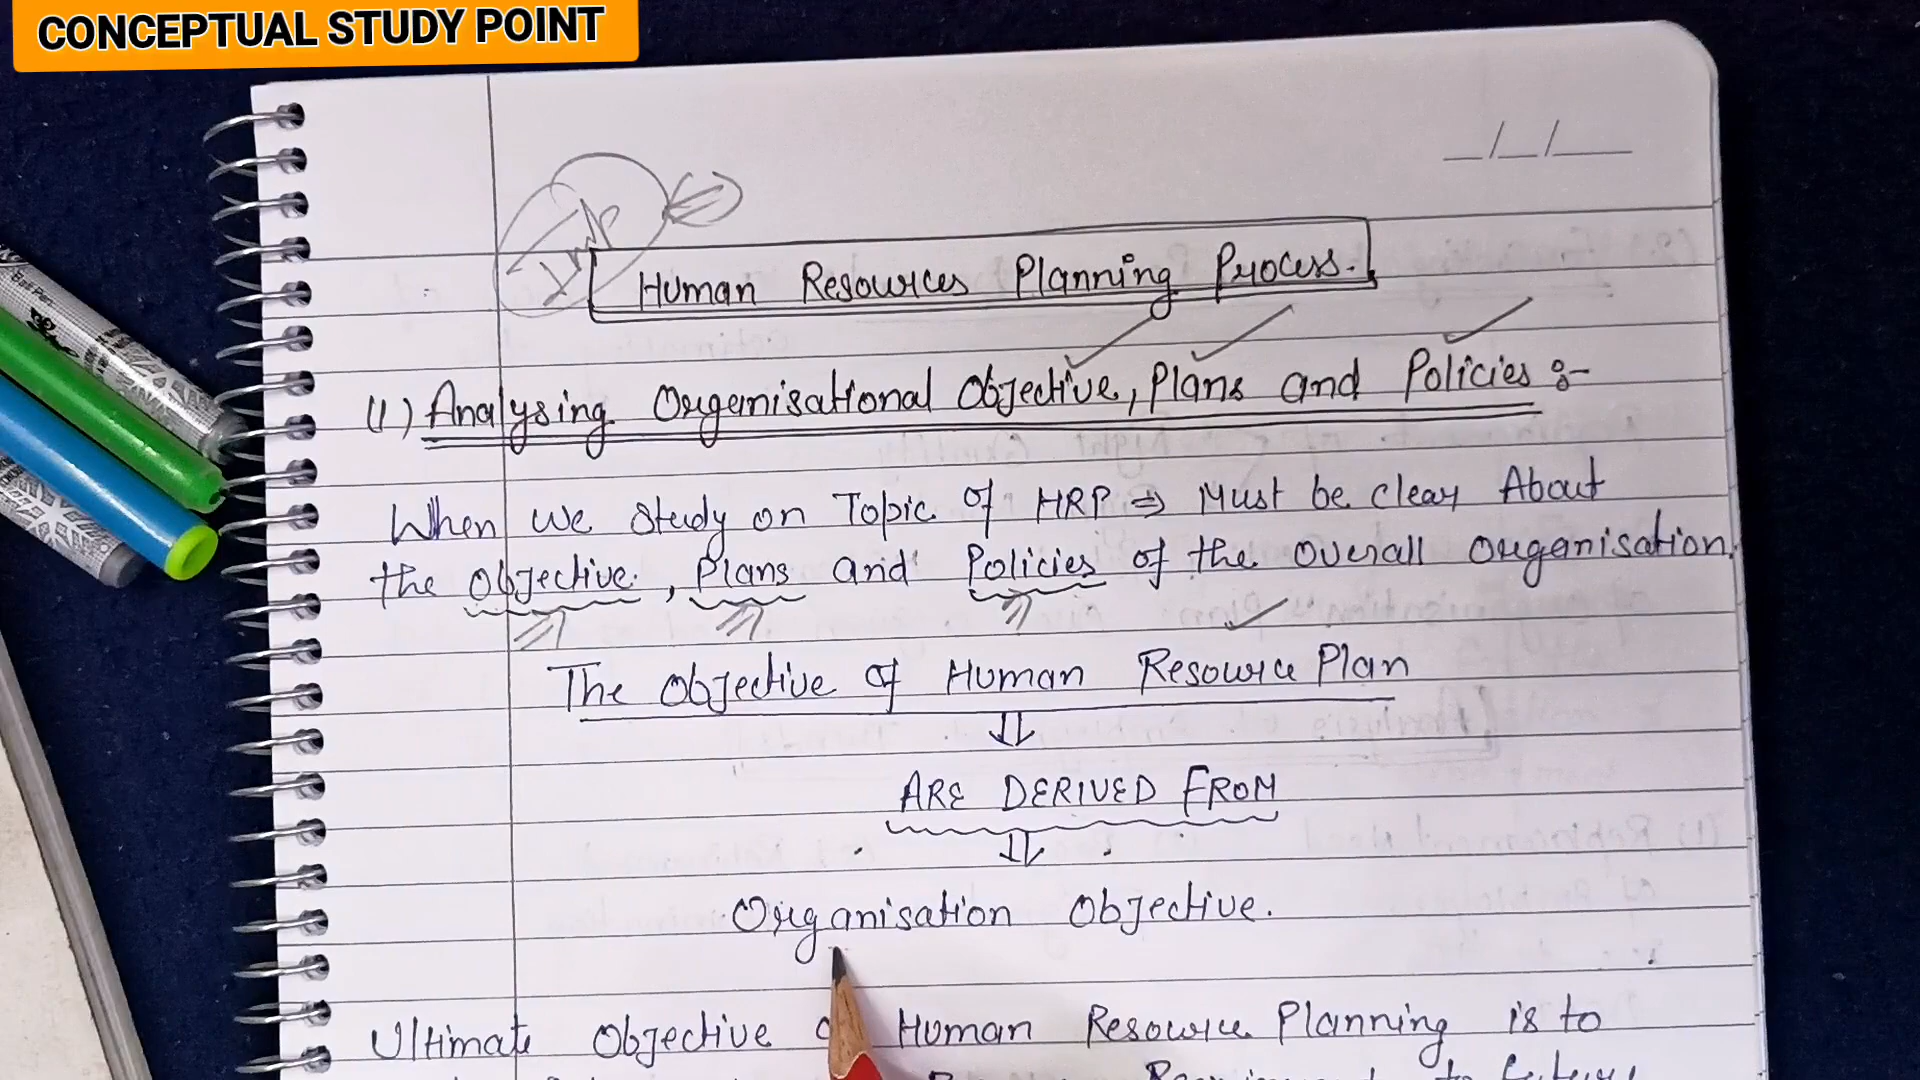 CONCEPTUAL STUDY POINT
_/_/__
Imp
Human Resources Planning Process.
(1) Analysing Organisational Objective, Plans and Policies :-
When we study on Topic of HRP ⇒ Must be clear About
the objective, Plans and Policies of the overall organisation.
The Objective of Human Resource Plan
ARE DERIVED FROM
Organisation Objective.
Ultimate Objective Human Resource Planning is to